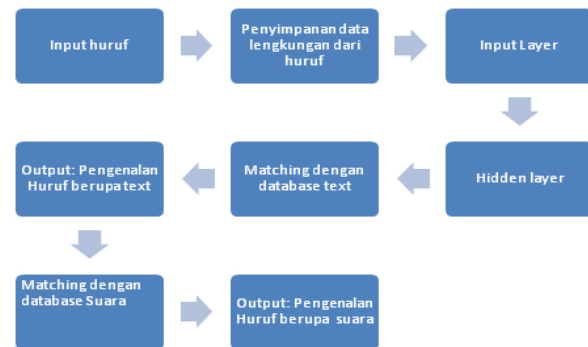 Input huruf
Penyimpanan data
lengkungan dari
huruf
Input Layer
Hidden layer
Matching dengan
database text
Output: Pengenalan
Huruf berupa text
Matching dengan
database Suara
Output: Pengenalan
Huruf berupa suara